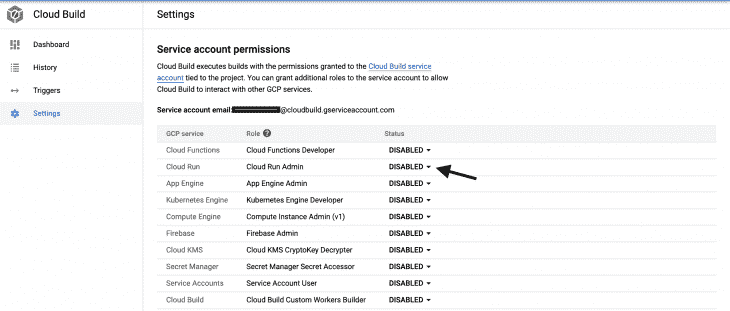 Cloud Build
Settings
Dashboard
History
Triggers
Settings
Service account permissions
Cloud Build executes builds with the permissions granted to the Cloud Build service
account tied to the project. You can grant additional roles to the service account to allow
Cloud Build to interact with other GCP services.
Service account email: @cloudbuild.gserviceaccount.com
GCP service Role Status
Cloud Functions Cloud Functions Developer DISABLED
Cloud Run Cloud Run Admin DISABLED
App Engine App Engine Admin DISABLED
Kubernetes Engine Kubernetes Engine Developer DISABLED
Compute Engine Compute Instance Admin (v1) DISABLED
Firebase Firebase Admin DISABLED
Cloud KMS Cloud KMS CryptoKey Decrypter DISABLED
Secret Manager Secret Manager Secret Accessor DISABLED
Service Accounts Service Account User DISABLED
Cloud Build Cloud Build Custom Workers Builder DISABLED